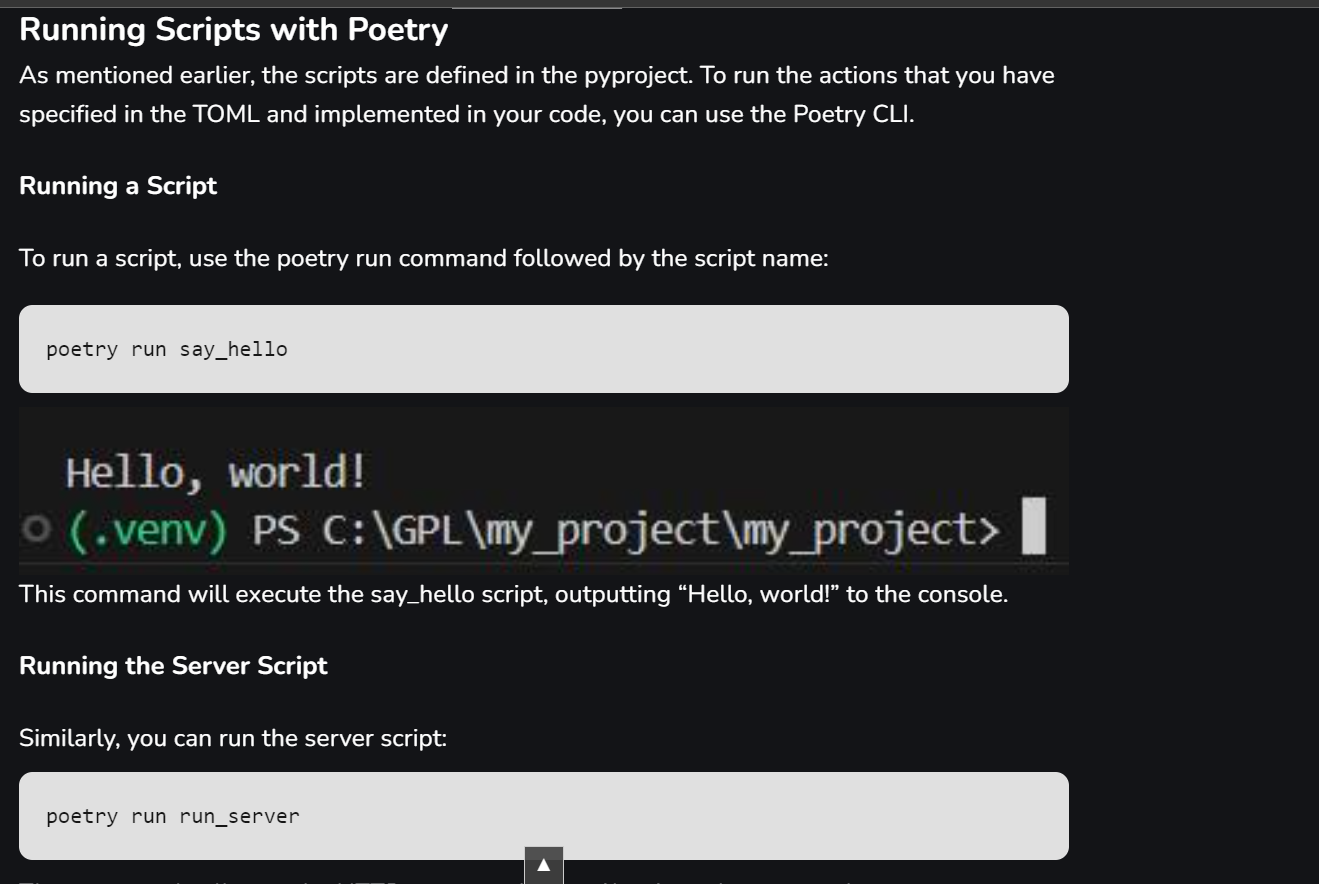 Running Scripts with Poetry
As mentioned earlier, the scripts are defined in the pyproject. To run the actions that you have
specified in the TOML and implemented in your code, you can use the Poetry CLI.
Running a Script
To run a script, use the poetry run command followed by the script name:
poetry run say_hello
Hello, world!
(.venv) PS C:\GPL\my_project\my_project>
This command will execute the say_hello script, outputting “Hello, world!” to the console.
Running the Server Script
Similarly, you can run the server script:
poetry run run_server